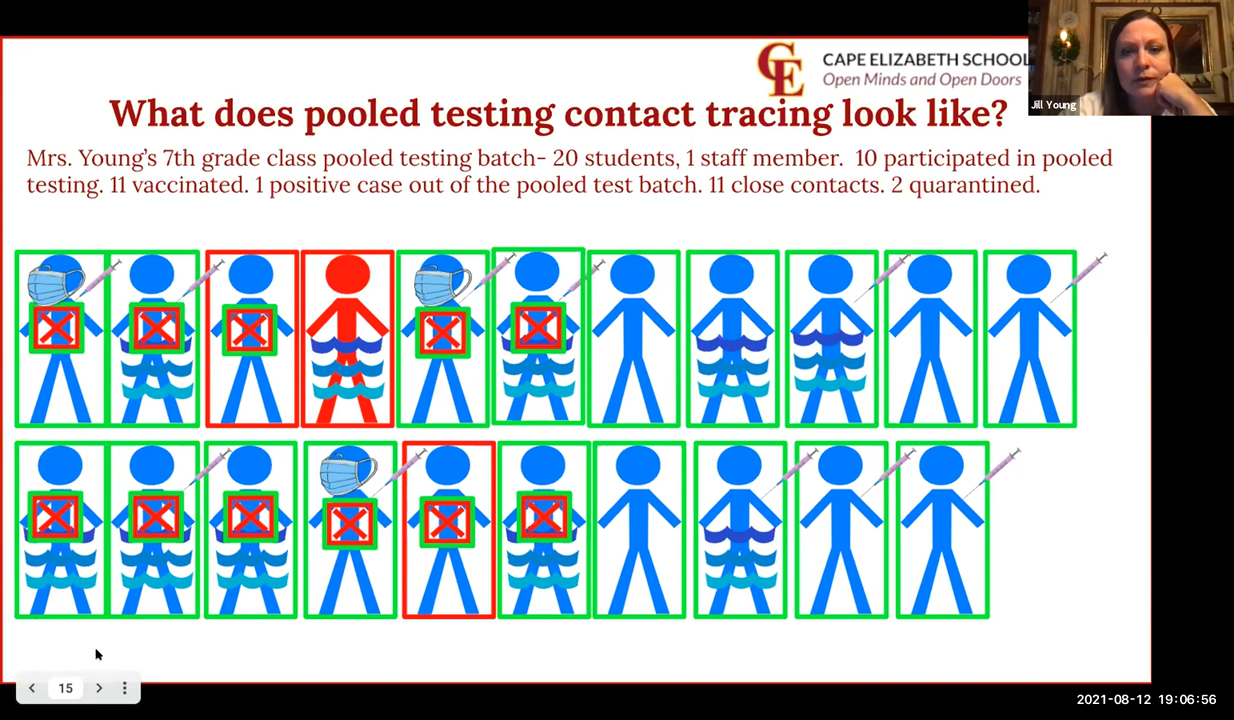 CAPE ELIZABETH SCHOOL
Open Minds and Open Doors
Jill Young
What does pooled testing contact tracing look like?
Mrs. Young's 7th grade class pooled testing batch- 20 students, 1 staff member. 10 participated in pooled
testing. 11 vaccinated. 1 positive case out of the pooled test batch. 11 close contacts. 2 quarantined.
15
2021-08-12 19:06:56